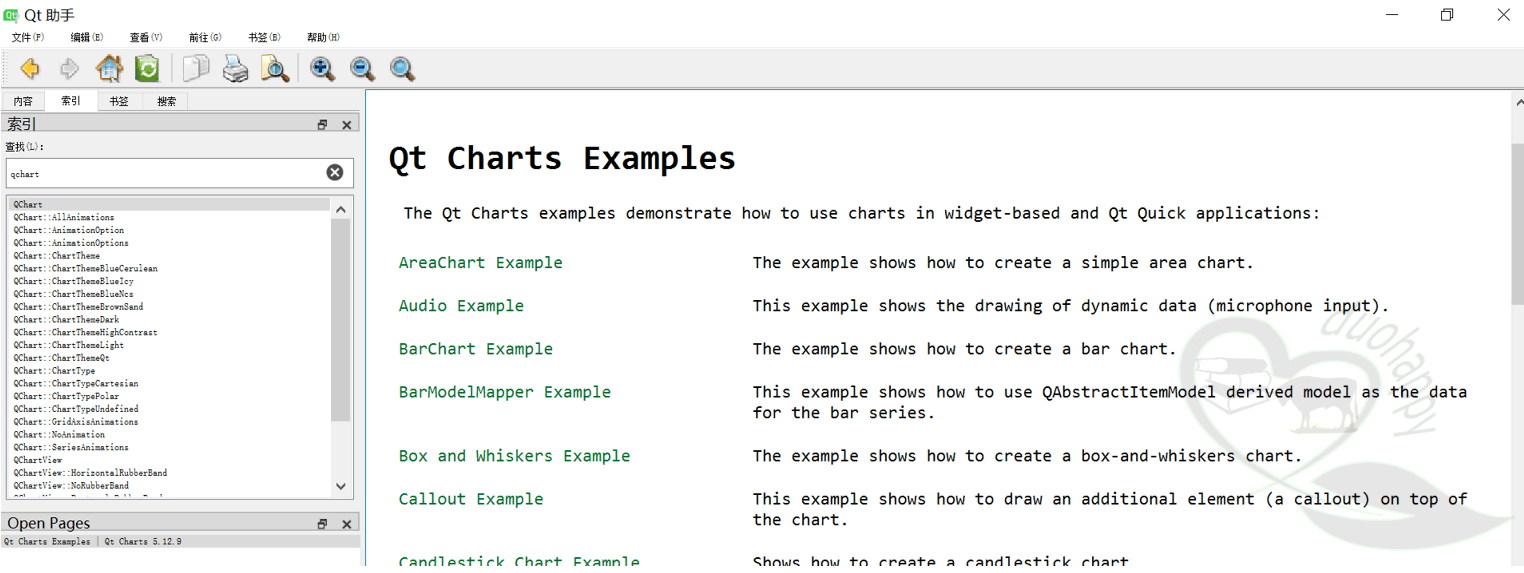 Qt 助手
文件(F) 编辑(E) 查看(V) 前往(G) 书签(B) 帮助(H)
内容 索引 书签 搜索
索引
查找(L):
qchart
QChart
QChart::AllAnimations
QChart::AnimationOption
QChart::AnimationOptions
QChart::ChartTheme
QChart::ChartThemeBlueCerulean
QChart::ChartThemeBlueIcy
QChart::ChartThemeBlueNcs
QChart::ChartThemeBrownSand
QChart::ChartThemeDark
QChart::ChartThemeHighContrast
QChart::ChartThemeLight
QChart::ChartThemeQt
QChart::ChartType
QChart::ChartTypeCartesian
QChart::ChartTypePolar
QChart::ChartTypeUndefined
QChart::GridAxisAnimations
QChart::NoAnimation
QChart::SeriesAnimations
QChartView
QChartView::HorizontalRubberBand
QChartView::NoRubberBand
Open Pages
Qt Charts Examples | Qt Charts 5.12.9
Qt Charts Examples
The Qt Charts examples demonstrate how to use charts in widget-based and Qt Quick applications:
AreaChart Example The example shows how to create a simple area chart.
Audio Example This example shows the drawing of dynamic data (microphone input).
BarChart Example The example shows how to create a bar chart.
BarModelMapper Example This example shows how to use QAbstractItemModel derived model as the data
for the bar series.
Box and Whiskers Example The example shows how to create a box-and-whiskers chart.
Callout Example This example shows how to draw an additional element (a callout) on top of
the chart.
Candlestick Chart Example Shows how to create a candlestick chart
duohappy